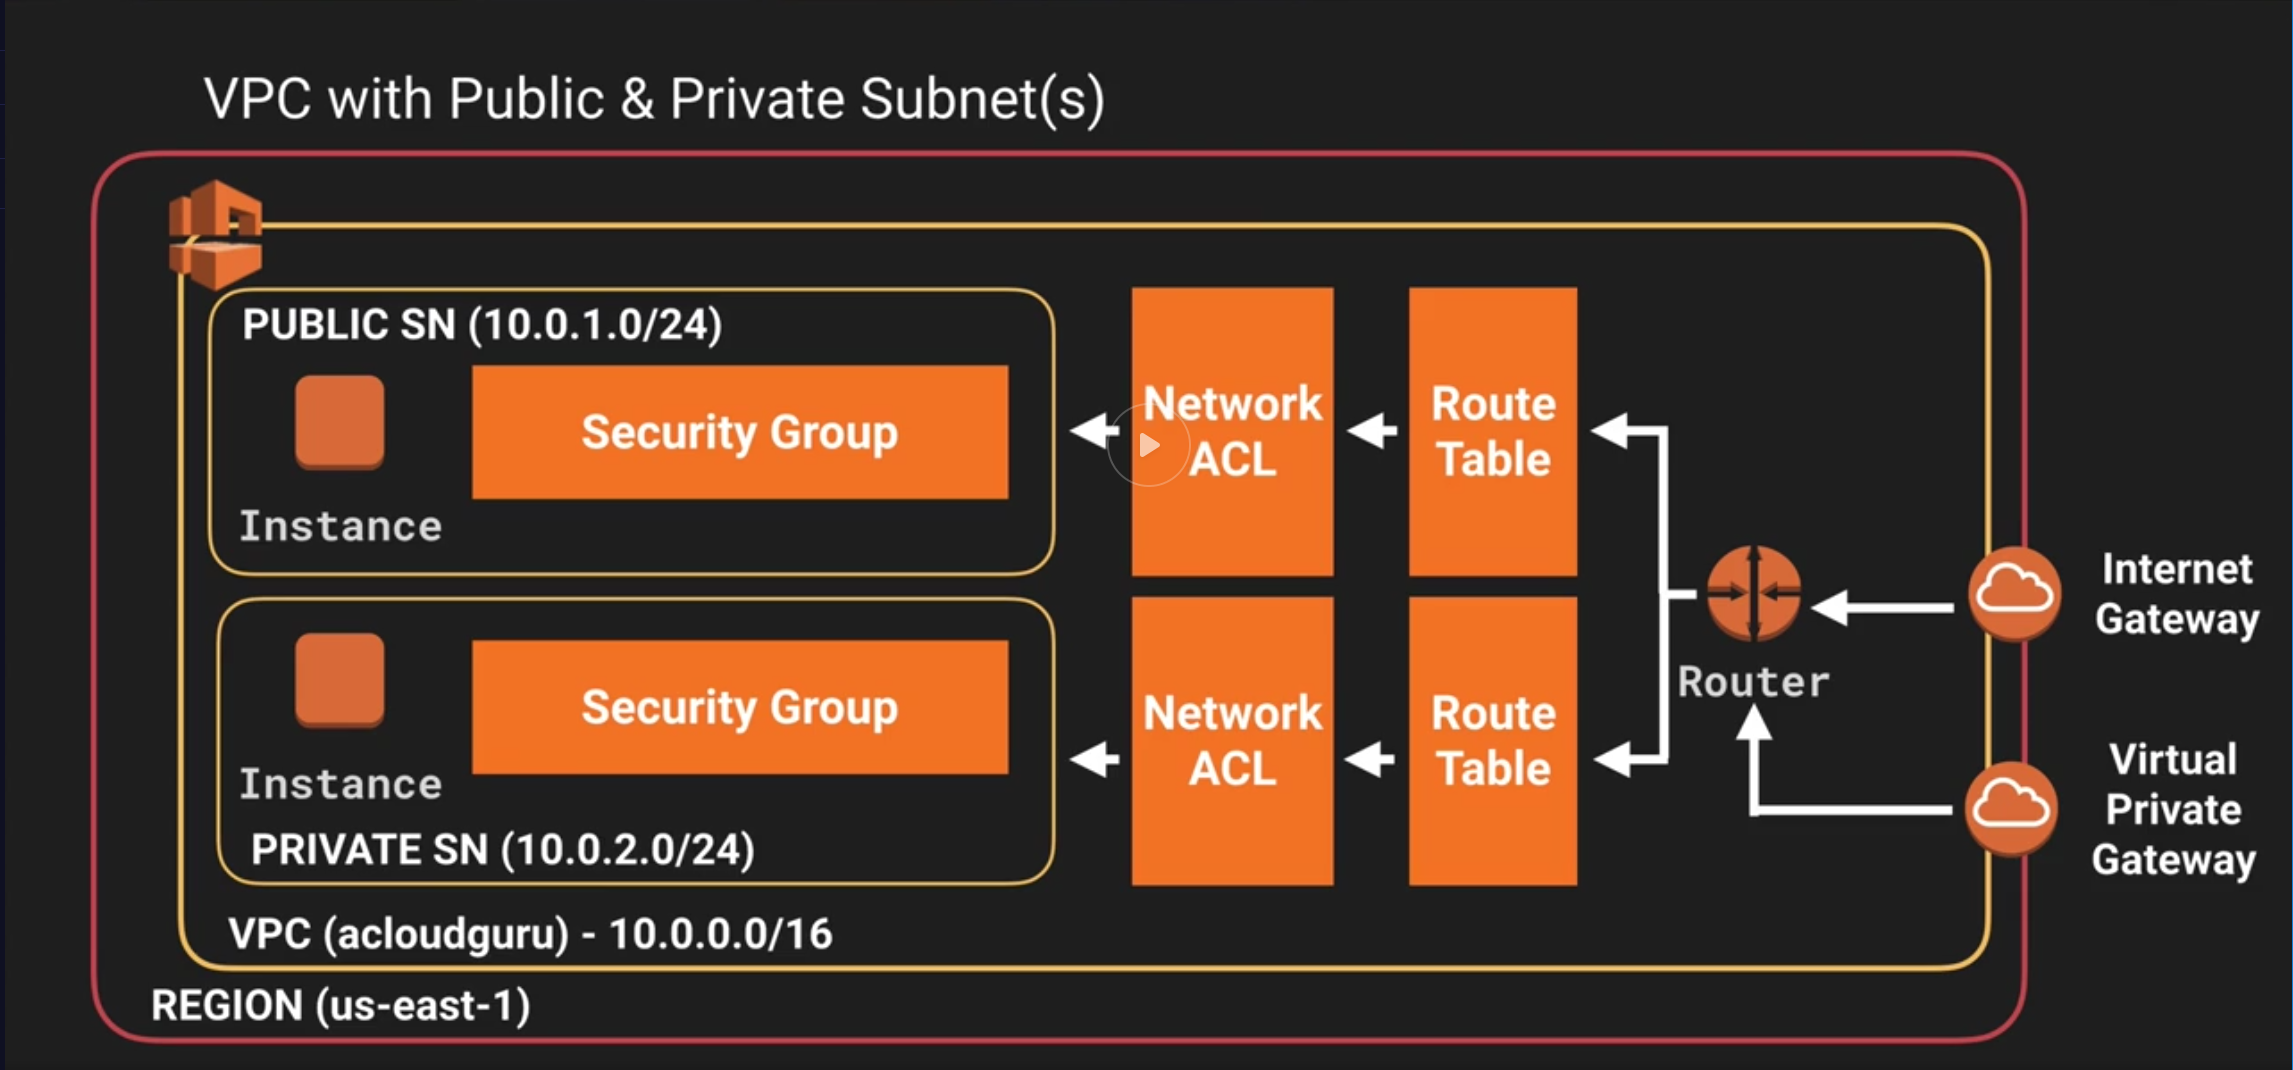 VPC with Public & Private Subnet(s)
PUBLIC SN (10.0.1.0/24)
Security Group
Instance
Network
ACL
Route
Table
Instance
Security Group
PRIVATE SN (10.0.2.0/24)
Network
ACL
Route
Table
Router
Internet
Gateway
Virtual
Private
Gateway
VPC (acloudguru) - 10.0.0.0/16
REGION (us-east-1)